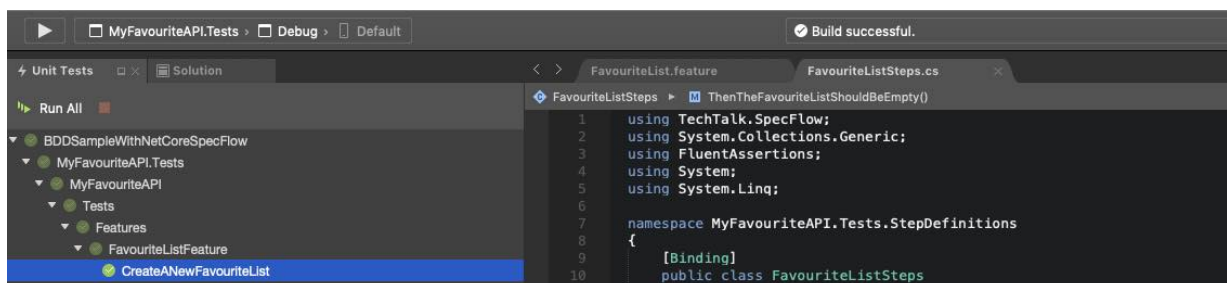 MyFavouriteAPI.Tests › Debug › Default
Build successful.
Unit Tests
Solution
Run All
BDDSampleWithNetCoreSpecFlow
MyFavouriteAPI.Tests
MyFavouriteAPI
Tests
Features
FavouriteListFeature
CreateANewFavouriteList
FavouriteList.feature
FavouriteListSteps.cs
FavouriteListSteps ▸ M ThenTheFavouriteListShouldBeEmpty()
1 using TechTalk.SpecFlow;
2 using System.Collections.Generic;
3 using FluentAssertions;
4 using System;
5 using System.Linq;
6
7 namespace MyFavouriteAPI.Tests.StepDefinitions
8 {
9 [Binding]
10 public class FavouriteListSteps